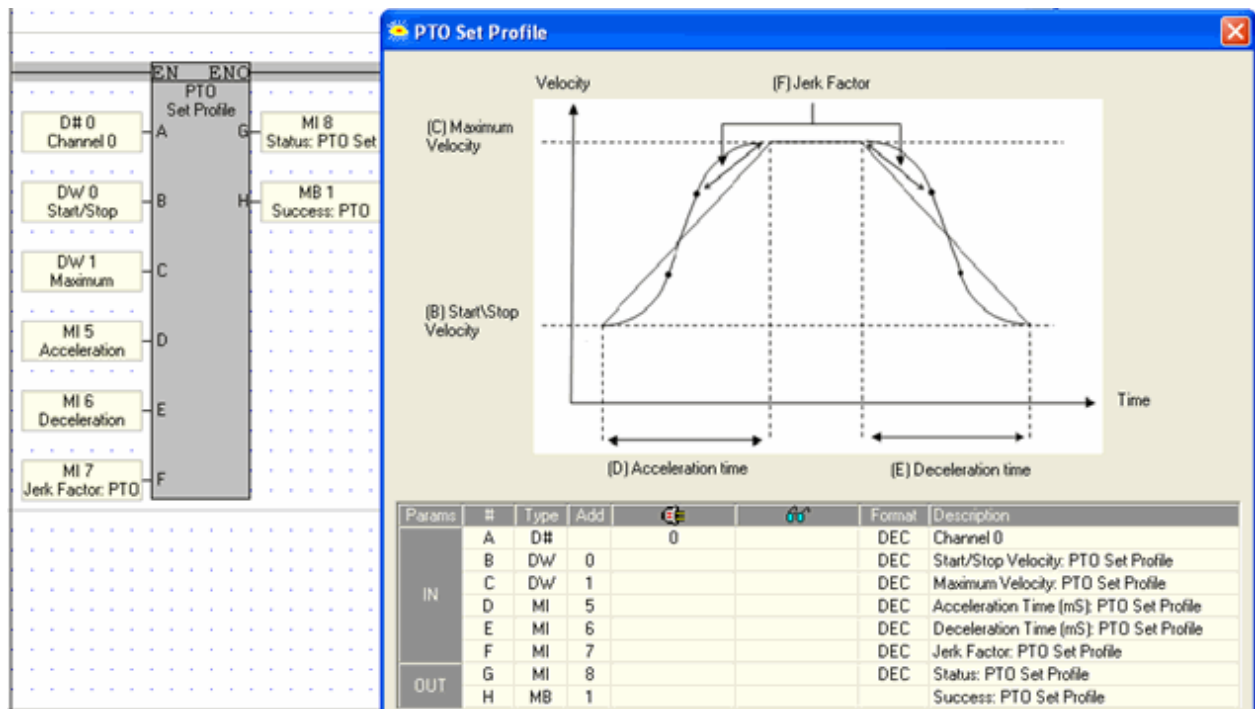 EN ENO
PTO
Set Profile
D# 0
Channel 0
A
DW 0
Start/Stop
B
DW 1
Maximum
C
MI 5
Acceleration
D
MI 6
Deceleration
E
MI 7
Jerk Factor: PTO
F
G
MI 8
Status: PTO Set
H
MB 1
Success: PTO
PTO Set Profile
Velocity
(F) Jerk Factor
(C) Maximum
Velocity
(B) Start\Stop
Velocity
Time
(D) Acceleration time
(E) Deceleration time
Params # Type Add Format Description
IN
A D# 0 DEC Channel 0
B DW 0 DEC Start/Stop Velocity: PTO Set Profile
C DW 1 DEC Maximum Velocity: PTO Set Profile
D MI 5 DEC Acceleration Time (mS): PTO Set Profile
E MI 6 DEC Deceleration Time (mS): PTO Set Profile
F MI 7 DEC Jerk Factor: PTO Set Profile
OUT
G MI 8 DEC Status: PTO Set Profile
H MB 1 Success: PTO Set Profile